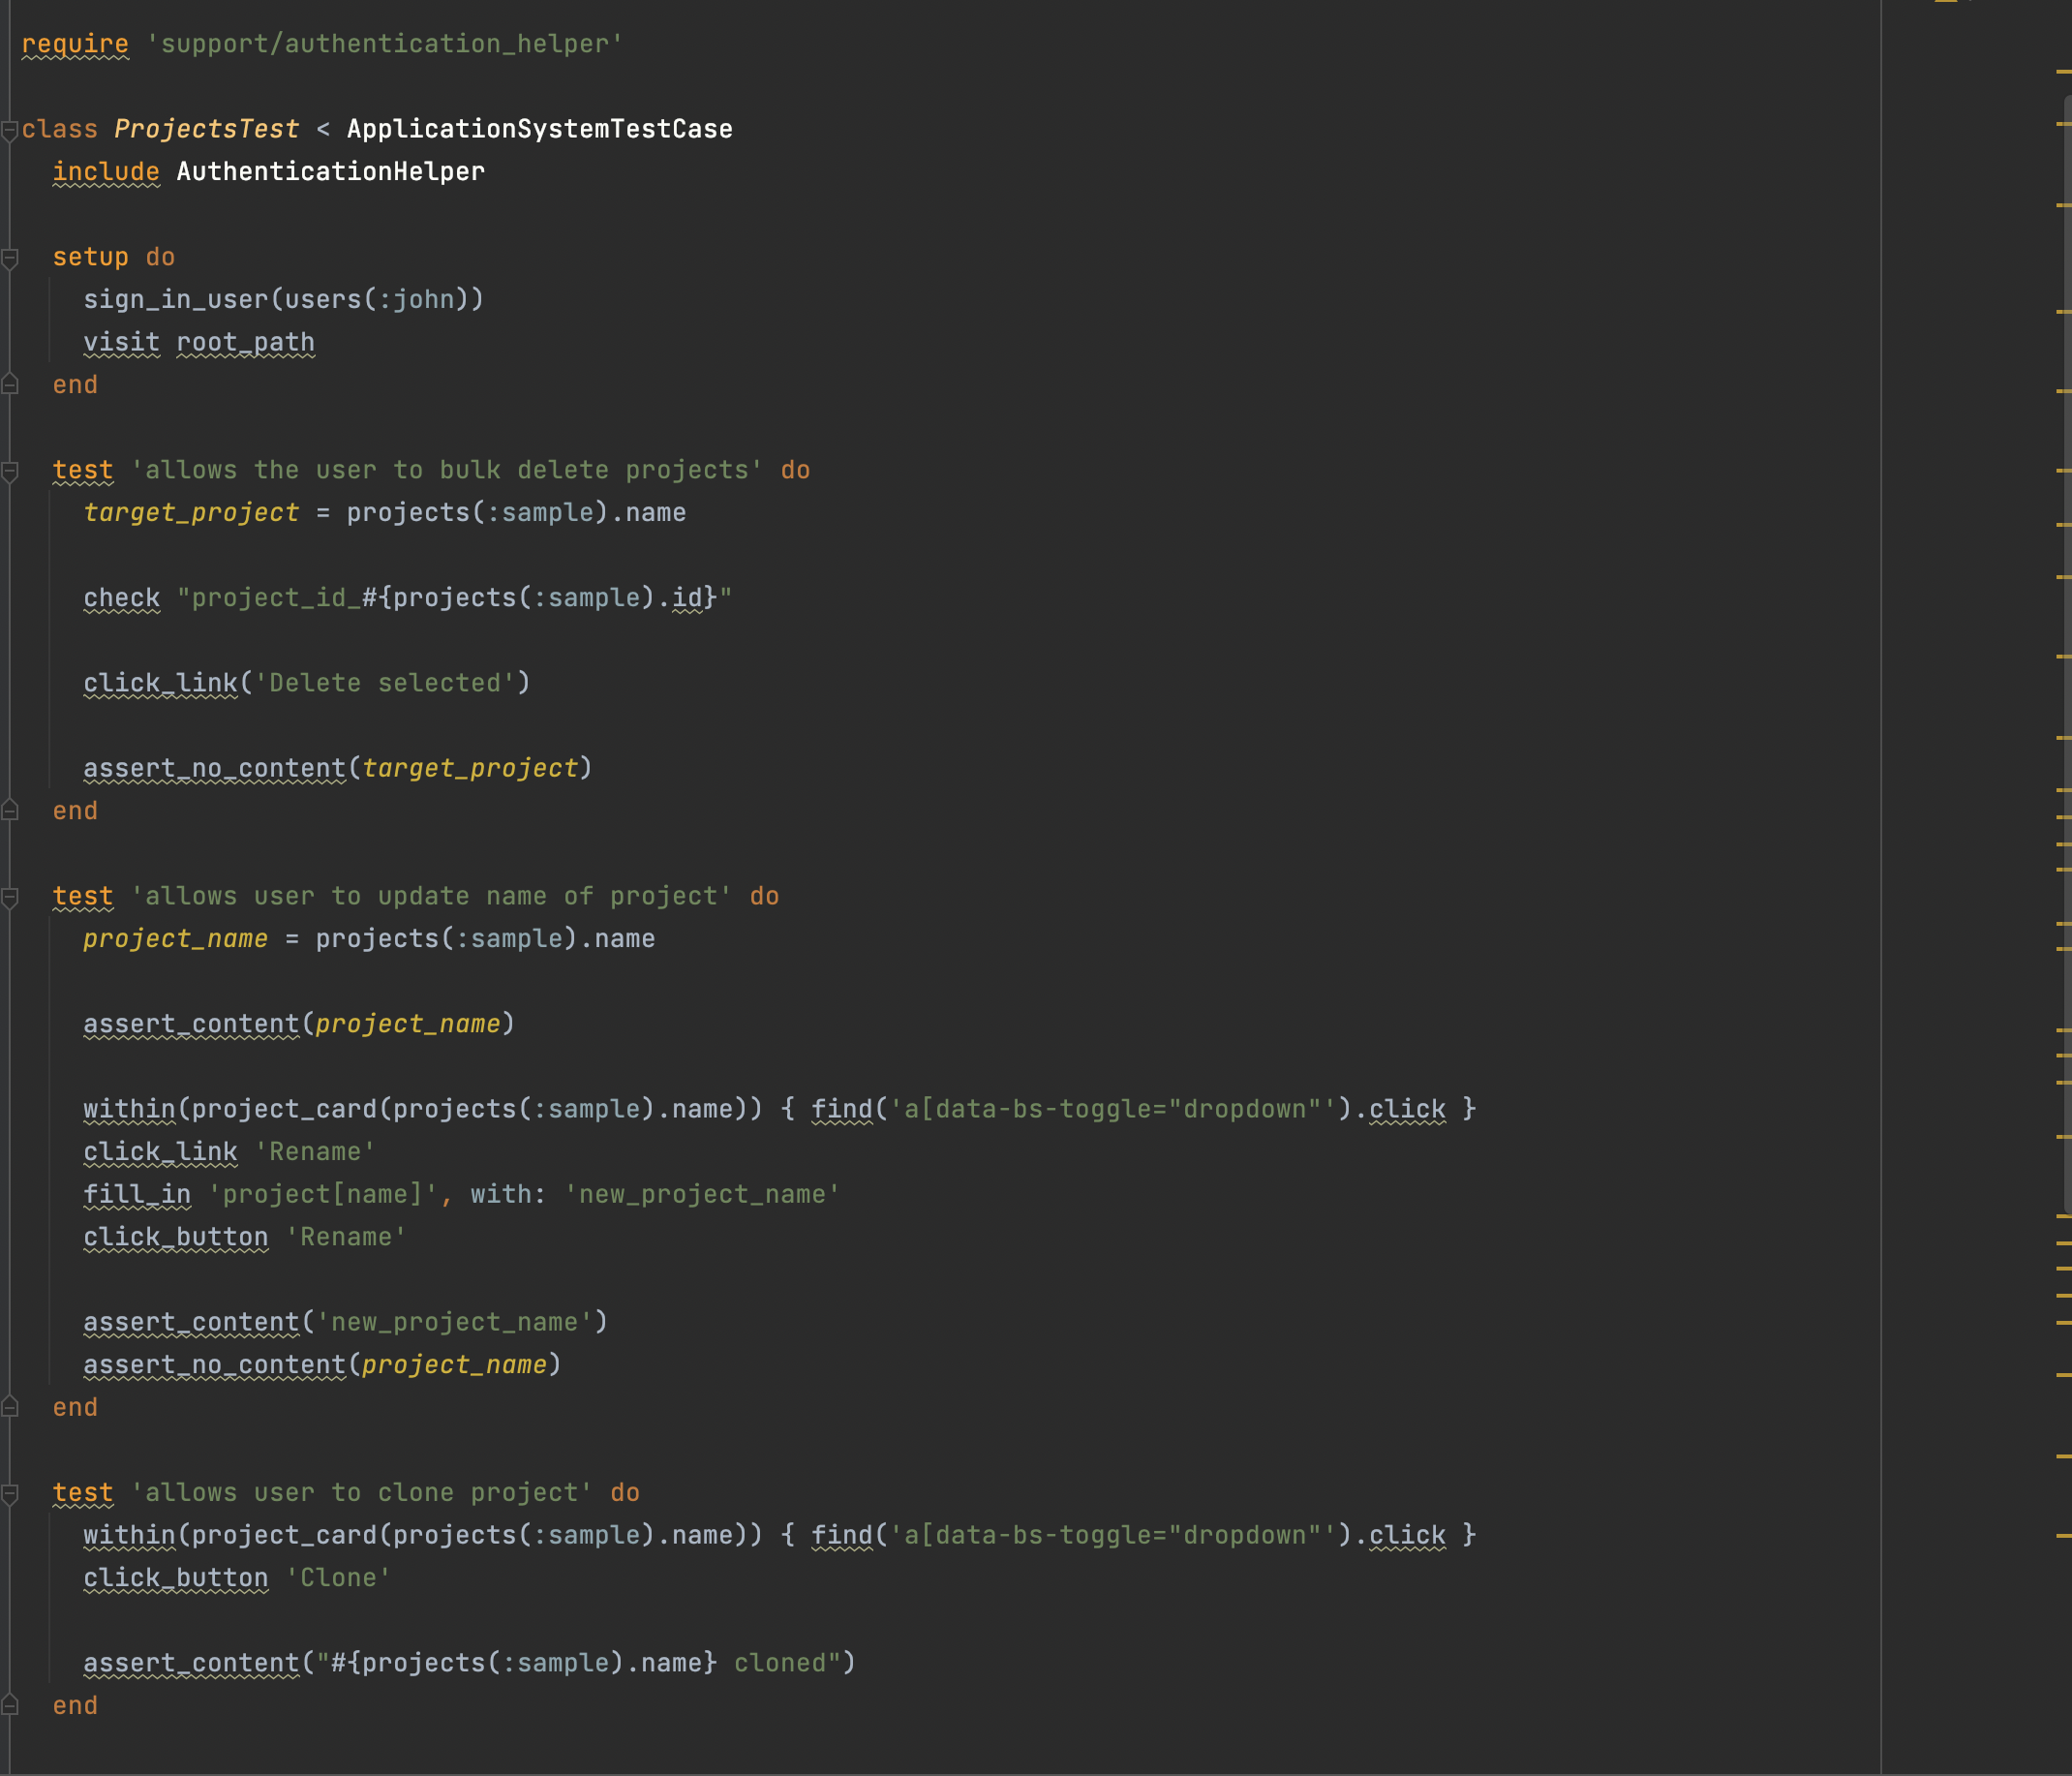 require 'support/authentication_helper'
class ProjectsTest < ApplicationSystemTestCase
include AuthenticationHelper
setup do
sign_in_user(users(:john))
visit root_path
end
test 'allows the user to bulk delete projects' do
target_project = projects(:sample).name
check "project_id_#{projects(:sample).id}"
click_link('Delete selected')
assert_no_content(target_project)
end
test 'allows user to update name of project' do
project_name = projects(:sample).name
assert_content(project_name)
within(project_card(projects(:sample).name)) { find('a[data-bs-toggle="dropdown"').click }
click_link 'Rename'
fill_in 'project[name]', with: 'new_project_name'
click_button 'Rename'
assert_content('new_project_name')
assert_no_content(project_name)
end
test 'allows user to clone project' do
within(project_card(projects(:sample).name)) { find('a[data-bs-toggle="dropdown"').click }
click_button 'Clone'
assert_content("#{projects(:sample).name} cloned")
end